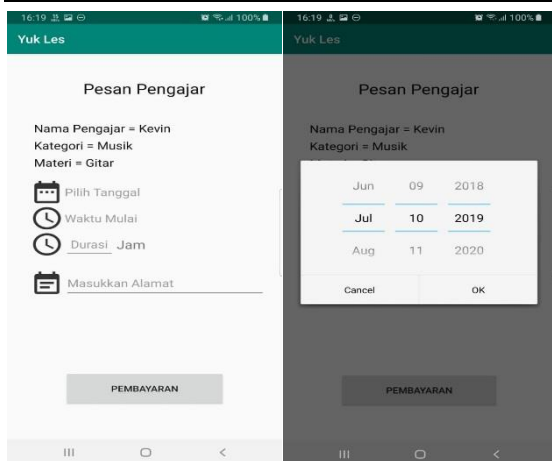 16:19
100%
Yuk Les
Pesan Pengajar
Nama Pengajar = Kevin
Kategori = Musik
Materi = Gitar
Pilih Tanggal
Waktu Mulai
Durasi Jam
Masukkan Alamat
PEMBAYARAN
16:19
100%
Yuk Les
Pesan Pengajar
Nama Pengajar = Kevin
Kategori = Musik
Jun 09 2018
Jul 10 2019
Aug 11 2020
Cancel OK
PEMBAYARAN